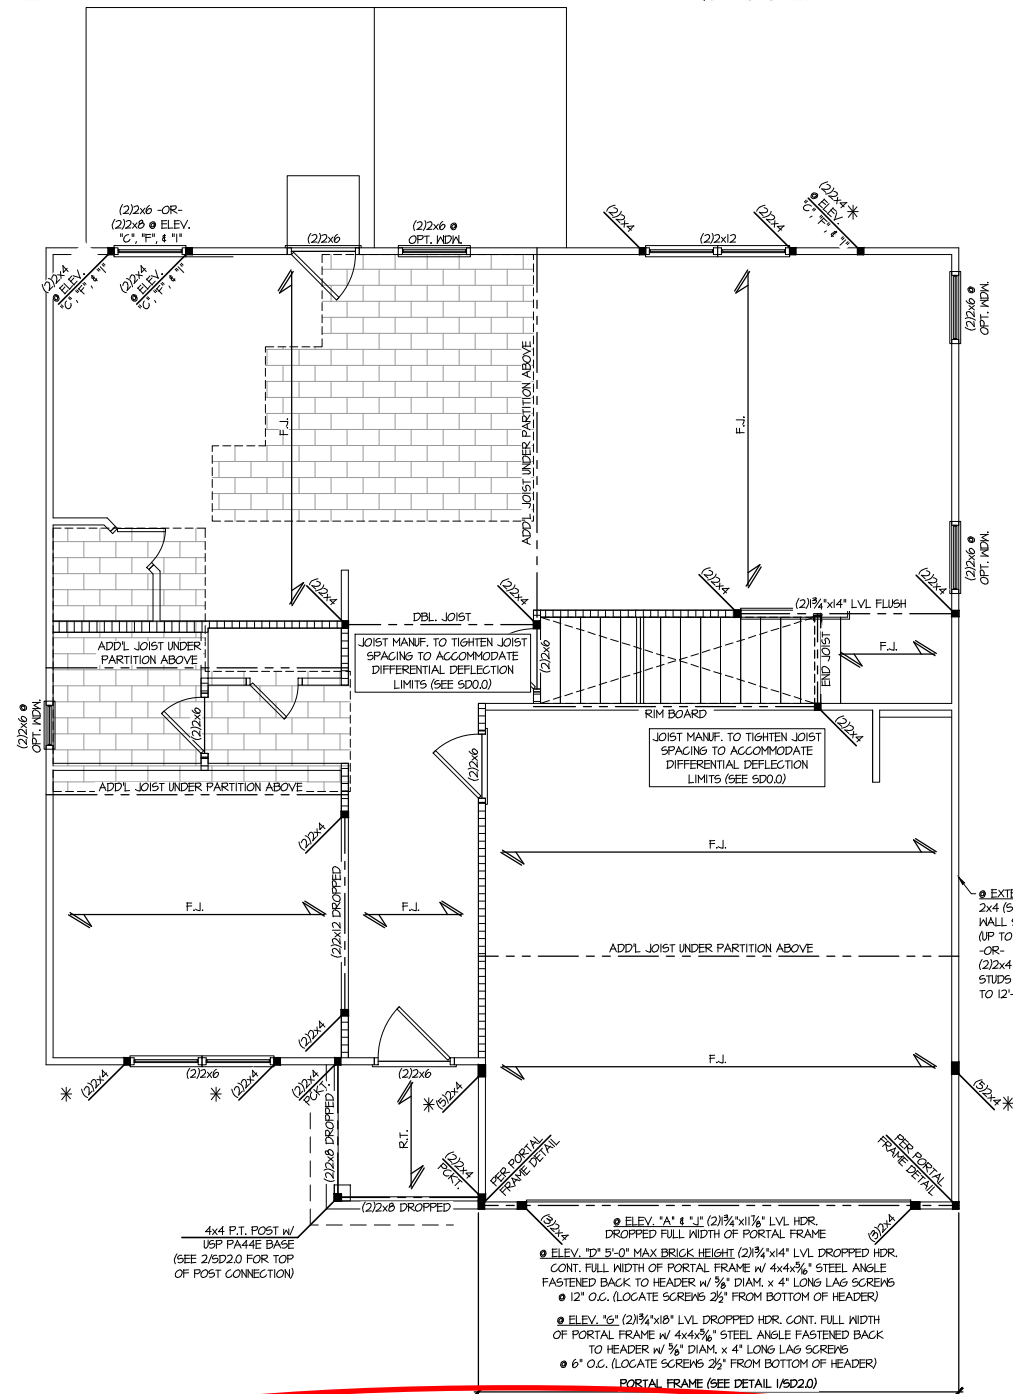 (2)2x6 -OR-
(2)2x8 @ ELEV.
"C", "F", & "I"
(2)2x6
(2)2x6 @
OPT. WDW.
(2)2x4
(2)2x12
(2)2x4
(2)2x4 *
@ ELEV.
"C", "F", & "I"
(2)2x4
@ ELEV.
"C", "F", & "I"
(2)2x4
@ ELEV.
"C", "F", & "I"
(2)2x6 @
OPT. WDW.
F.J.
ADD'L JOIST UNDER PARTITION ABOVE
F.J.
(2)2x6 @
OPT. WDW.
(2)2x4
(2)2x4
(2)2x4
(2)2x4
DBL. JOIST
(2)1¾"x14" LVL FLUSH
ADD'L JOIST UNDER
PARTITION ABOVE
JOIST MANUF. TO TIGHTEN JOIST
SPACING TO ACCOMMODATE
DIFFERENTIAL DEFLECTION
LIMITS (SEE SD0.0)
(2)2x6
END JOIST
F.J.
(2)2x6 @
OPT. WDW.
(2)2x6
RIM BOARD
(2)2x4
(2)2x6
JOIST MANUF. TO TIGHTEN JOIST
SPACING TO ACCOMMODATE
DIFFERENTIAL DEFLECTION
LIMITS (SEE SD0.0)
ADD'L JOIST UNDER PARTITION ABOVE
(2)2x4
F.J.
F.J.
(2)2x12 DROPPED
F.J.
@ EXTE
2x4 (S
WALL S
(UP TO
-OR-
(2)2x4
STUDS
TO 12'-
ADD'L JOIST UNDER PARTITION ABOVE
(2)2x4
F.J.
* (2)2x4
(2)2x6
* (2)2x4
(2)2x4
PCKT.
(2)2x6
* (5)2x4
(5)2x4 *
(2)2x8 DROPPED
R.T.
(2)2x4
PCKT.
PER PORTAL
FRAME DETAIL
PER PORTAL
FRAME DETAIL
(2)2x8 DROPPED
(3)2x4
(3)2x4
4x4 P.T. POST W/
USP PA44E BASE
(SEE 2/SD2.0 FOR TOP
OF POST CONNECTION)
@ ELEV. "A" & "J" (2)1¾"x11⅞" LVL HDR.
DROPPED FULL WIDTH OF PORTAL FRAME
@ ELEV. "D" 5'-0" MAX BRICK HEIGHT (2)1¾"x14" LVL DROPPED HDR.
CONT. FULL WIDTH OF PORTAL FRAME W/ 4x4x5/16" STEEL ANGLE
FASTENED BACK TO HEADER W/ ⅝" DIAM. x 4" LONG LAG SCREWS
@ 12" O.C. (LOCATE SCREWS 2½" FROM BOTTOM OF HEADER)
@ ELEV. "G" (2)1¾"x18" LVL DROPPED HDR. CONT. FULL WIDTH
OF PORTAL FRAME W/ 4x4x5/16" STEEL ANGLE FASTENED BACK
TO HEADER W/ ⅝" DIAM. x 4" LONG LAG SCREWS
@ 6" O.C. (LOCATE SCREWS 2½" FROM BOTTOM OF HEADER)
PORTAL FRAME (SEE DETAIL 1/SD2.0)